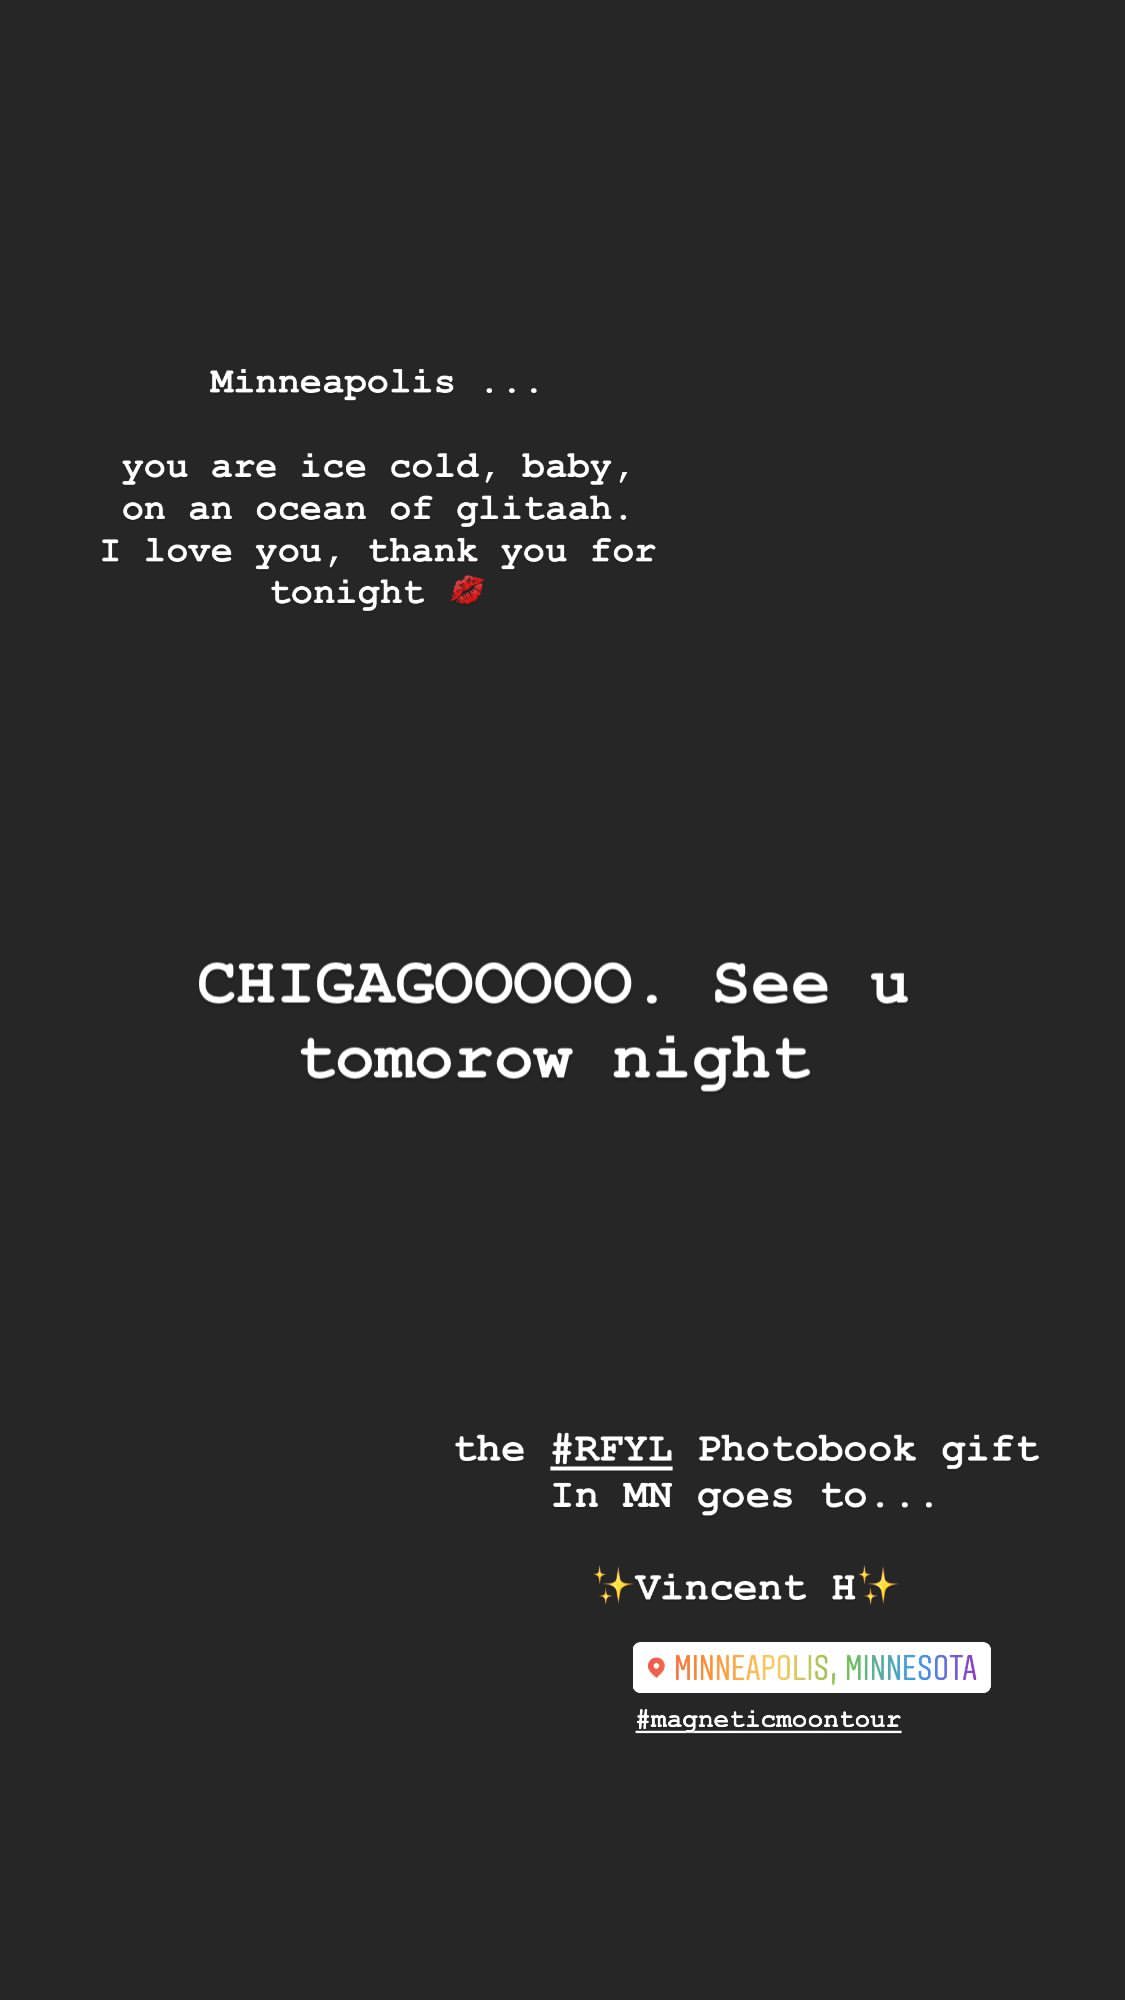 Minneapolis ...
you are ice cold, baby,
on an ocean of glitaah.
I love you, thank you for
tonight 💋
CHIGAGOOOOO. See u
tomorow night
the #RFYL Photobook gift
In MN goes to...
✨Vincent H✨
MINNEAPOLIS, MINNESOTA
#magneticmoontour